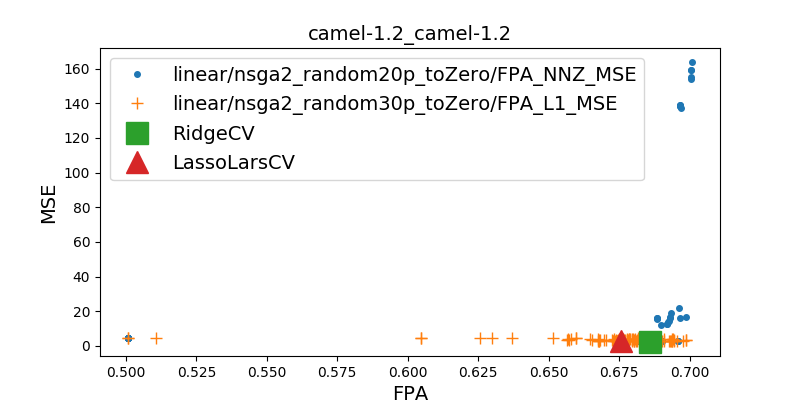 camel-1.2_camel-1.2
linear/nsga2_random20p_toZero/FPA_NNZ_MSE
linear/nsga2_random30p_toZero/FPA_L1_MSE
RidgeCV
LassoLarsCV
MSE
160
140
120
100
80
60
40
20
0
0.500 0.525 0.550 0.575 0.600 0.625 0.650 0.675 0.700
FPA